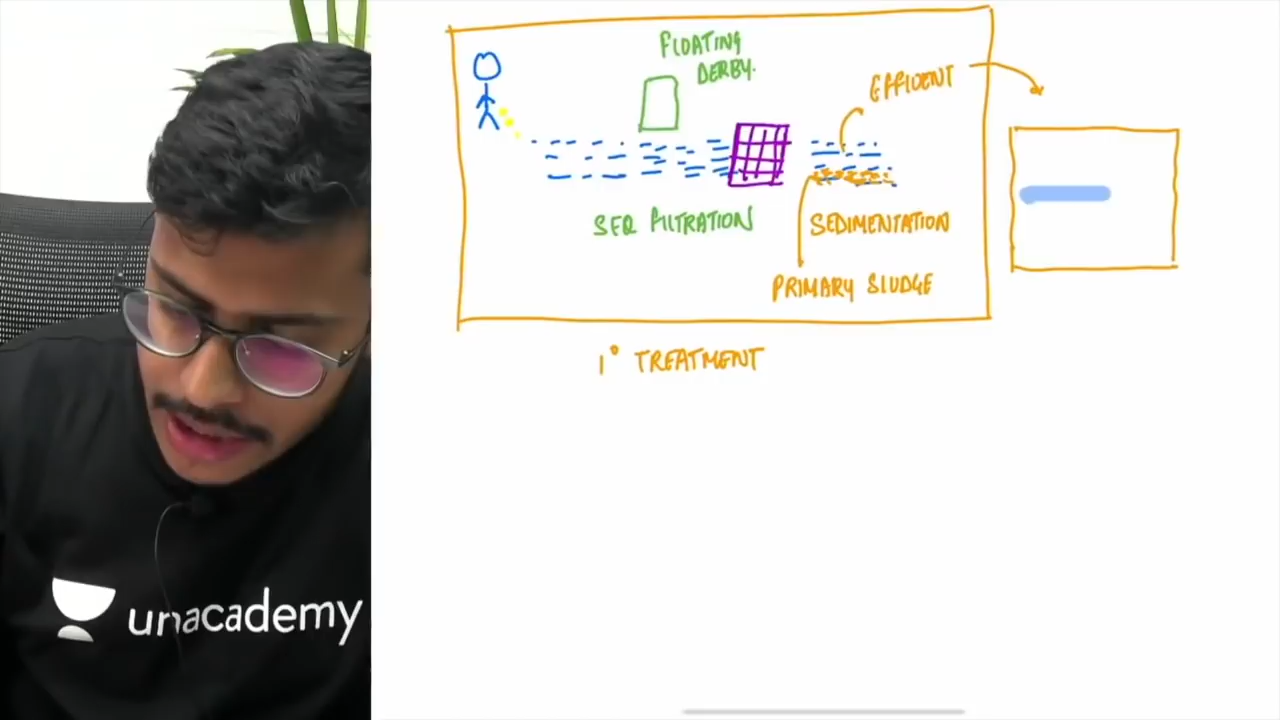 FLOATING
DERBY.
EFFLUENT
SEQ FILTRATION
SEDIMENTATION
PRIMARY SLUDGE
1° TREATMENT
unacademy